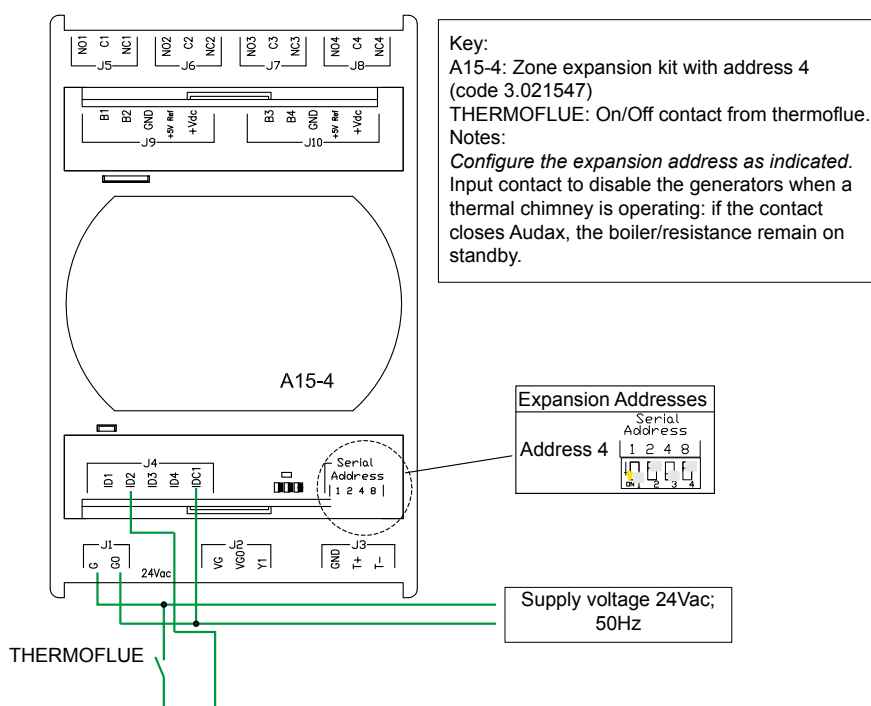 NO1 C1 NC1 NO2 C2 NC2 NO3 C3 NC3 NO4 C4 NC4
J5 J6 J7 J8
B1 B2 GND +5V Ref +Vdc B3 B4 GND +5V Ref +Vdc
J9 J10
A15-4
J4
ID1 ID2 ID3 ID4 IDC1
Serial
Address
1 2 4 8
J1 J2 J3
G G0 VG VG0 Y1 GND T+ T-
24Vac
THERMOFLUE
Key:
A15-4: Zone expansion kit with address 4
(code 3.021547)
THERMOFLUE: On/Off contact from thermoflue.
Notes:
Configure the expansion address as indicated.
Input contact to disable the generators when a
thermal chimney is operating: if the contact
closes Audax, the boiler/resistance remain on
standby.
Expansion Addresses
Serial
Address
Address 4 1 2 4 8
ON 1 2 3 4
Supply voltage 24Vac;
50Hz